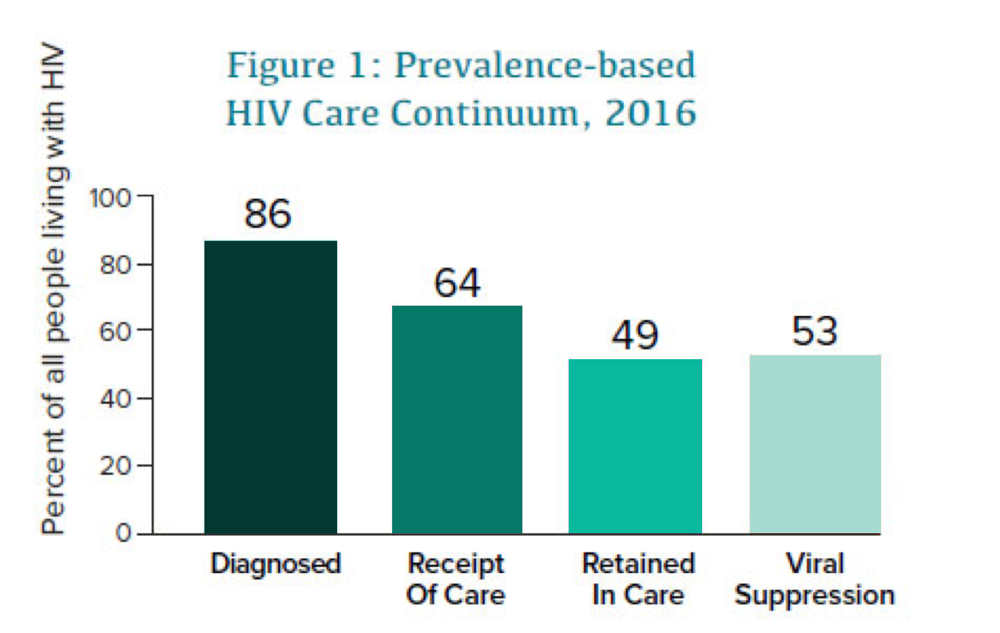 Figure 1: Prevalence-based
HIV Care Continuum, 2016
Percent of all people living with HIV
100
80
60
40
20
0
86
64
49
53
Diagnosed
Receipt
Of Care
Retained
In Care
Viral
Suppression